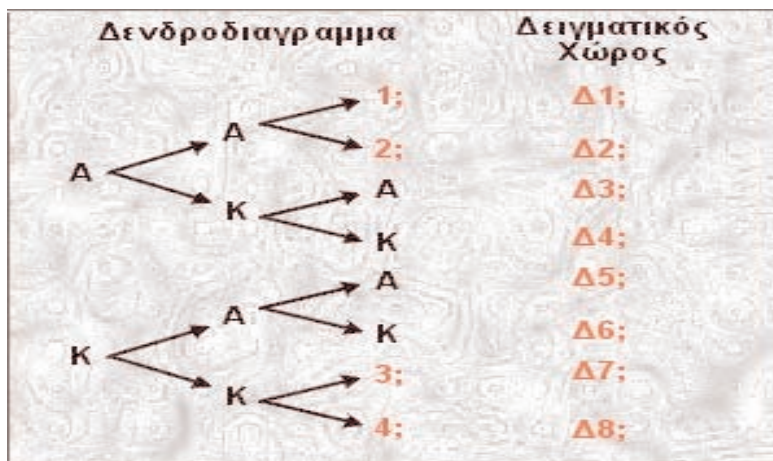 Δενδροδιαγραμμα
Δειγματικός
Χώρος
1; Δ1;
Α
2; Δ2;
Α
Α Δ3;
Κ
Κ Δ4;
Α Δ5;
Α
Κ Δ6;
Κ
3; Δ7;
Κ
4; Δ8;